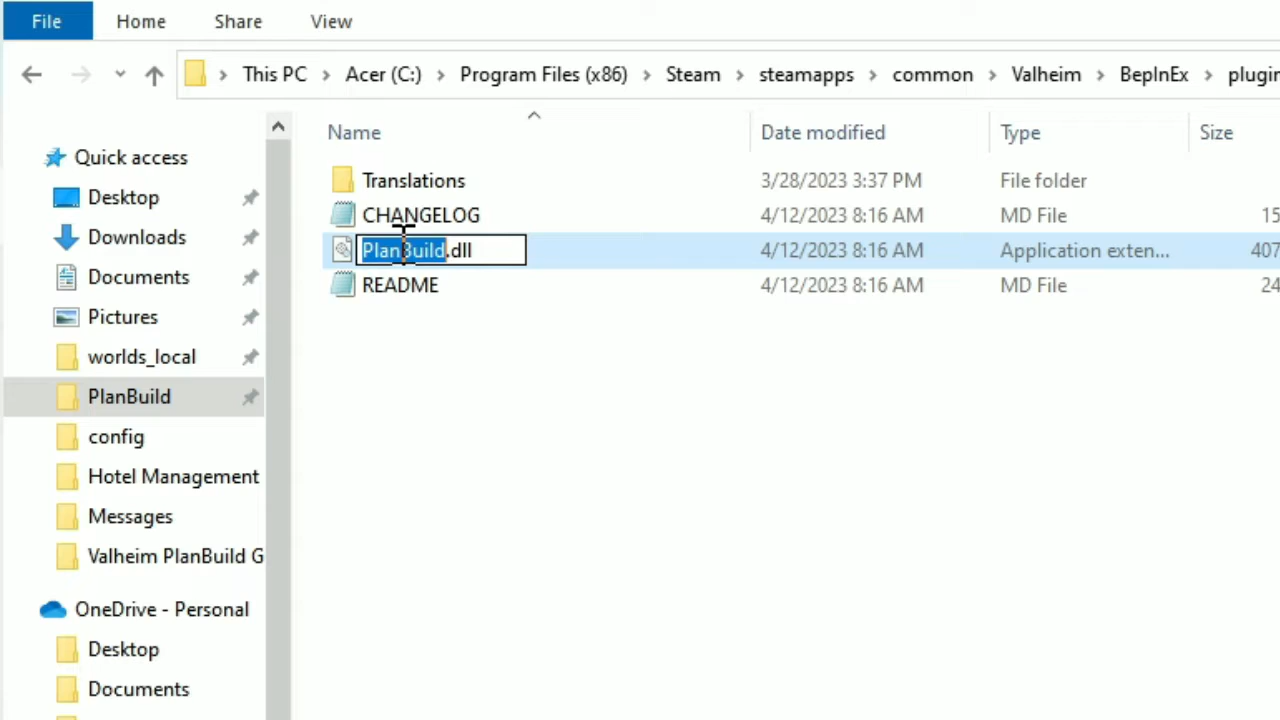 File Home Share View
This PC Acer (C:) Program Files (x86) Steam steamapps common Valheim BepInEx plugin
Name Date modified Type Size
Quick access
Desktop
Downloads
Documents
Pictures
worlds_local
PlanBuild
config
Hotel Management
Messages
Valheim PlanBuild G
OneDrive - Personal
Desktop
Documents
Translations 3/28/2023 3:37 PM File folder
CHANGELOG 4/12/2023 8:16 AM MD File 15
PlanBuild.dll 4/12/2023 8:16 AM Application exten... 407
README 4/12/2023 8:16 AM MD File 24